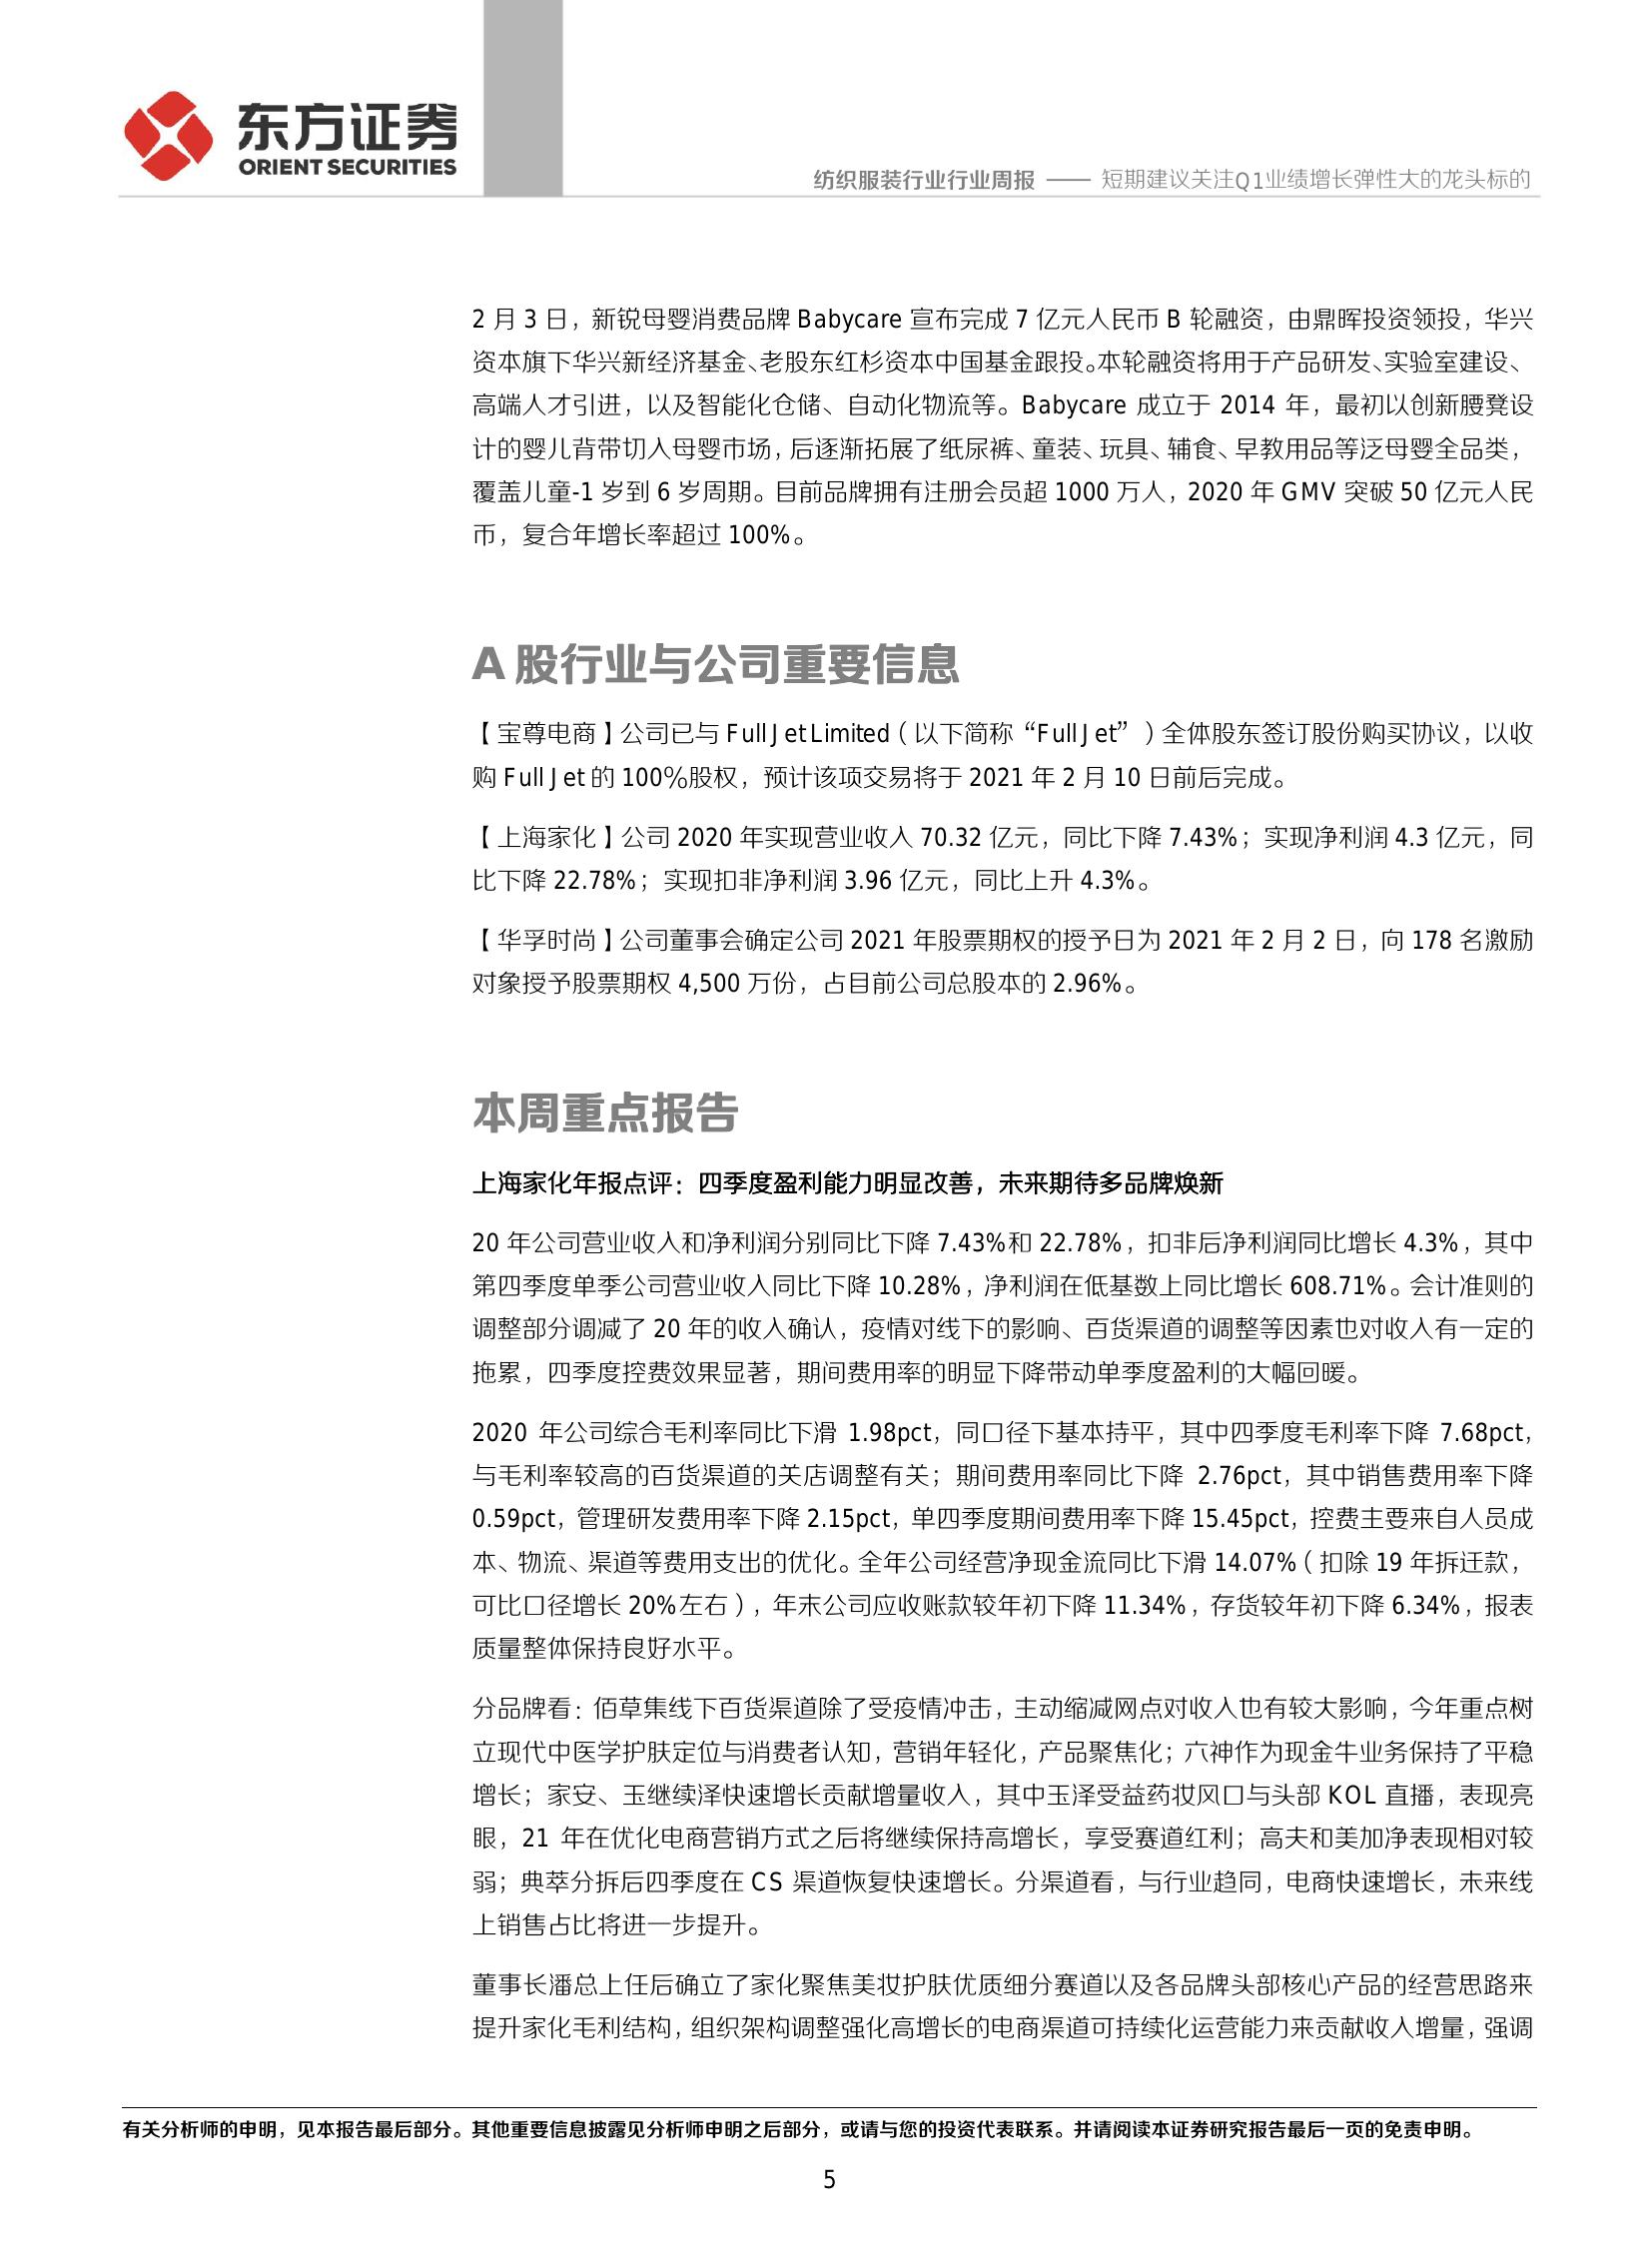 东方证券
ORIENT SECURITIES
纺织服装行业行业周报 —— 短期建议关注Q1业绩增长弹性大的龙头标的
2 月 3 日，新锐母婴消费品牌 Babycare 宣布完成 7 亿元人民币 B 轮融资，由鼎晖投资领投，华兴
资本旗下华兴新经济基金、老股东红杉资本中国基金跟投。本轮融资将用于产品研发、实验室建设、
高端人才引进，以及智能化仓储、自动化物流等。Babycare 成立于 2014 年，最初以创新腰凳设
计的婴儿背带切入母婴市场，后逐渐拓展了纸尿裤、童装、玩具、辅食、早教用品等泛母婴全品类，
覆盖儿童-1 岁到 6 岁周期。目前品牌拥有注册会员超 1000 万人，2020 年 GMV 突破 50 亿元人民
币，复合年增长率超过 100%。
A 股行业与公司重要信息
【宝尊电商】公司已与 Full Jet Limited（以下简称“Full Jet”）全体股东签订股份购买协议，以收
购 Full Jet 的 100%股权，预计该项交易将于 2021 年 2 月 10 日前后完成。
【上海家化】公司 2020 年实现营业收入 70.32 亿元，同比下降 7.43%；实现净利润 4.3 亿元，同
比下降 22.78%；实现扣非净利润 3.96 亿元，同比上升 4.3%。
【华孚时尚】公司董事会确定公司 2021 年股票期权的授予日为 2021 年 2 月 2 日，向 178 名激励
对象授予股票期权 4,500 万份，占目前公司总股本的 2.96%。
本周重点报告
上海家化年报点评：四季度盈利能力明显改善，未来期待多品牌焕新
20 年公司营业收入和净利润分别同比下降 7.43%和 22.78%，扣非后净利润同比增长 4.3%，其中
第四季度单季公司营业收入同比下降 10.28%，净利润在低基数上同比增长 608.71%。会计准则的
调整部分调减了 20 年的收入确认，疫情对线下的影响、百货渠道的调整等因素也对收入有一定的
拖累，四季度控费效果显著，期间费用率的明显下降带动单季度盈利的大幅回暖。
2020 年公司综合毛利率同比下滑 1.98pct，同口径下基本持平，其中四季度毛利率下降 7.68pct，
与毛利率较高的百货渠道的关店调整有关；期间费用率同比下降 2.76pct，其中销售费用率下降
0.59pct，管理研发费用率下降 2.15pct，单四季度期间费用率下降 15.45pct，控费主要来自人员成
本、物流、渠道等费用支出的优化。全年公司经营净现金流同比下滑 14.07%（扣除 19 年拆迁款，
可比口径增长 20%左右），年末公司应收账款较年初下降 11.34%，存货较年初下降 6.34%，报表
质量整体保持良好水平。
分品牌看：佰草集线下百货渠道除了受疫情冲击，主动缩减网点对收入也有较大影响，今年重点树
立现代中医学护肤定位与消费者认知，营销年轻化，产品聚焦化；六神作为现金牛业务保持了平稳
增长；家安、玉继续泽快速增长贡献增量收入，其中玉泽受益药妆风口与头部 KOL 直播，表现亮
眼，21 年在优化电商营销方式之后将继续保持高增长，享受赛道红利；高夫和美加净表现相对较
弱；典萃分拆后四季度在 CS 渠道恢复快速增长。分渠道看，与行业趋同，电商快速增长，未来线
上销售占比将进一步提升。
董事长潘总上任后确立了家化聚焦美妆护肤优质细分赛道以及各品牌头部核心产品的经营思路来
提升家化毛利结构，组织架构调整强化高增长的电商渠道可持续化运营能力来贡献收入增量，强调
有关分析师的申明，见本报告最后部分。其他重要信息披露见分析师申明之后部分，或请与您的投资代表联系。并请阅读本证券研究报告最后一页的免责申明。
5